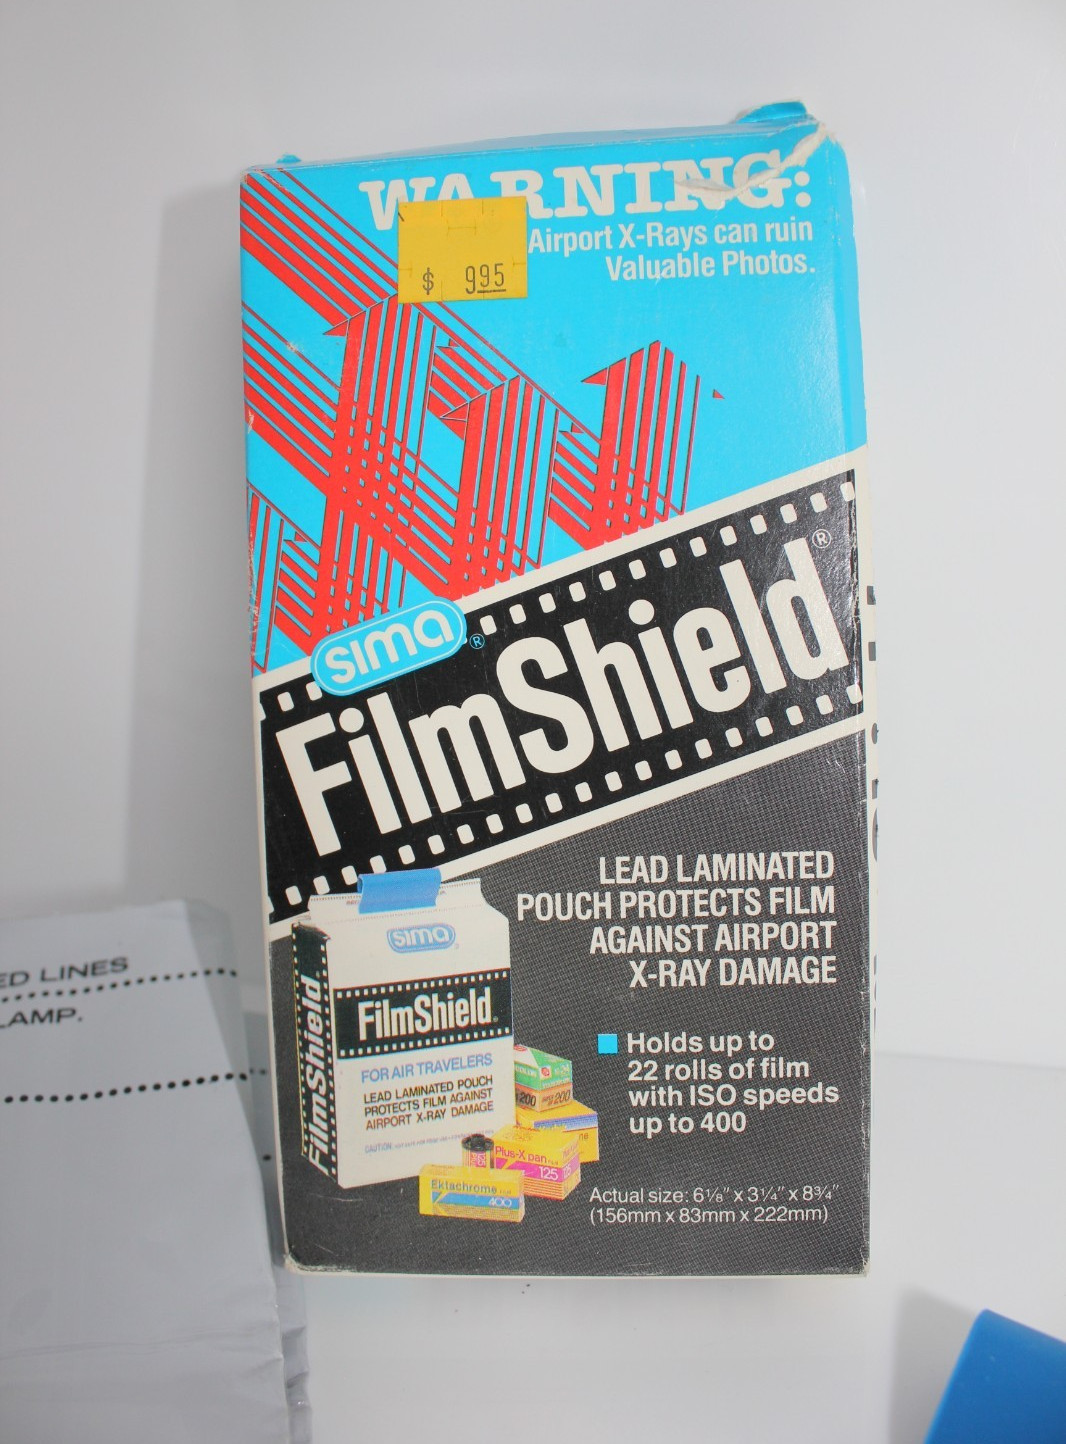 WARNING:
Airport X-Rays can ruin
Valuable Photos.
$ 995
sima®
FilmShield®
LEAD LAMINATED
POUCH PROTECTS FILM
AGAINST AIRPORT
X-RAY DAMAGE
Holds up to
22 rolls of film
with ISO speeds
up to 400
Actual size: 6⅛" x 3¼" x 8¾"
(156mm x 83mm x 222mm)
sima
FilmShield®
FOR AIR TRAVELERS
LEAD LAMINATED POUCH
PROTECTS FILM AGAINST
AIRPORT X-RAY DAMAGE
CAUTION:
FilmShield
200
200
Plus-X pan
125
Ektachrome
400
ED LINES
LAMP.